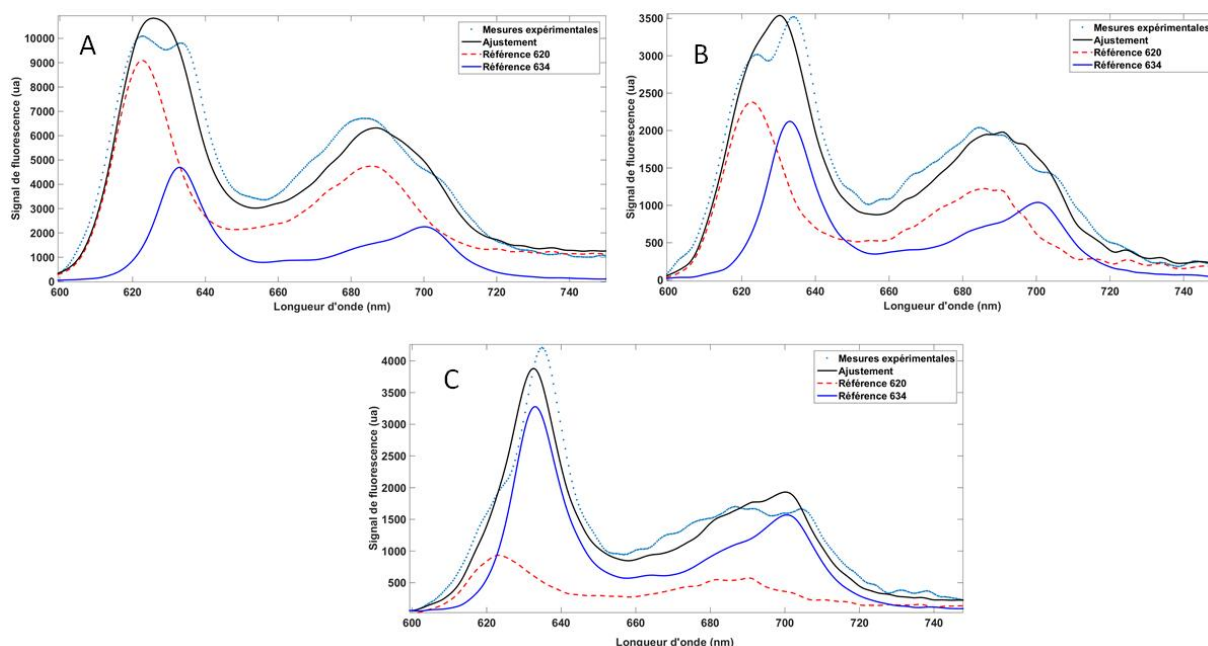 A
Signal de fluorescence (ua)
10000
9000
8000
7000
6000
5000
4000
3000
2000
1000
0
600 620 640 660 680 700 720 740
Longueur d'onde (nm)
Mesures expérimentales
Ajustement
Référence 620
Référence 634
B
Signal de fluorescence (ua)
3500
3000
2500
2000
1500
1000
500
0
600 620 640 660 680 700 720 740
Longueur d'onde (nm)
Mesures expérimentales
Ajustement
Référence 620
Référence 634
C
Signal de fluorescence (ua)
4000
3500
3000
2500
2000
1500
1000
500
600 620 640 660 680 700 720 740
Longueur d'onde (nm)
Mesures expérimentales
Ajustement
Référence 620
Référence 634